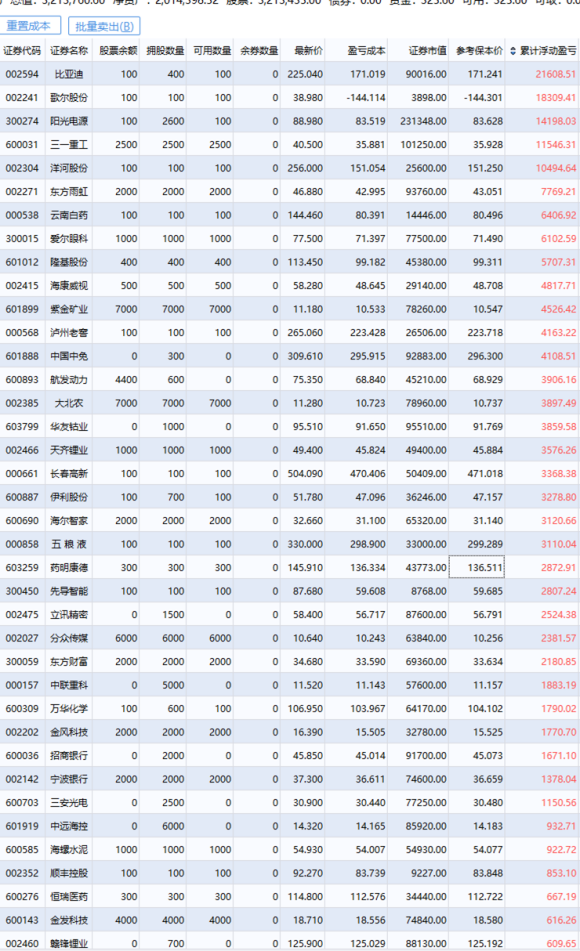 总值: 5,213,760.00 净资产: 2,014,398.52 股票: 5,213,435.00 债券: 0.00 资金: 325.00 可用: 325.00 可取: 0.0
重置成本 批量卖出(B)
证券代码 证券名称 股票余额 拥股数量 可用数量 余券数量 最新价 盈亏成本 证券市值 参考保本价 累计浮动盈亏
002594 比亚迪 100 400 100 0 225.040 171.019 90016.00 171.241 21608.51
002241 歌尔股份 100 100 100 0 38.980 -144.114 3898.00 -144.301 18309.41
300274 阳光电源 100 2600 100 0 88.980 83.519 231348.00 83.628 14198.03
600031 三一重工 2500 2500 2500 0 40.500 35.881 101250.00 35.928 11546.31
002304 洋河股份 100 100 100 0 256.000 151.054 25600.00 151.250 10494.64
002271 东方雨虹 2000 2000 2000 0 46.880 42.995 93760.00 43.051 7769.21
000538 云南白药 100 100 100 0 144.460 80.391 14446.00 80.496 6406.92
300015 爱尔眼科 1000 1000 1000 0 77.500 71.397 77500.00 71.490 6102.59
601012 隆基股份 400 400 400 0 113.450 99.182 45380.00 99.311 5707.31
002415 海康威视 500 500 500 0 58.280 48.645 29140.00 48.708 4817.71
601899 紫金矿业 7000 7000 7000 0 11.180 10.533 78260.00 10.547 4526.42
000568 泸州老窖 100 100 100 0 265.060 223.428 26506.00 223.718 4163.22
601888 中国中免 0 300 0 0 309.610 295.915 92883.00 296.300 4108.51
600893 航发动力 4400 600 0 0 75.350 68.840 45210.00 68.929 3906.16
002385 大北农 7000 7000 7000 0 11.280 10.723 78960.00 10.737 3897.49
603799 华友钴业 0 1000 0 0 95.510 91.650 95510.00 91.769 3859.58
002466 天齐锂业 1000 1000 1000 0 49.400 45.824 49400.00 45.884 3576.26
000661 长春高新 100 100 100 0 504.090 470.406 50409.00 471.018 3368.38
600887 伊利股份 100 700 100 0 51.780 47.096 36246.00 47.157 3278.80
600690 海尔智家 2000 2000 2000 0 32.660 31.100 65320.00 31.140 3120.66
000858 五 粮 液 100 100 100 0 330.000 298.900 33000.00 299.289 3110.04
603259 药明康德 300 300 300 0 145.910 136.334 43773.00 136.511 2872.91
300450 先导智能 100 100 100 0 87.680 59.608 8768.00 59.685 2807.24
002475 立讯精密 0 1500 0 0 58.400 56.717 87600.00 56.791 2524.38
002027 分众传媒 6000 6000 6000 0 10.640 10.243 63840.00 10.256 2381.57
300059 东方财富 2000 2000 2000 0 34.680 33.590 69360.00 33.634 2180.85
000157 中联重科 0 5000 0 0 11.520 11.143 57600.00 11.157 1883.19
600309 万华化学 100 600 100 0 106.950 103.967 64170.00 104.102 1790.02
002202 金风科技 2000 2000 2000 0 16.390 15.505 32780.00 15.525 1770.70
600036 招商银行 0 2000 0 0 45.850 45.014 91700.00 45.073 1671.10
002142 宁波银行 2000 2000 2000 0 37.300 36.611 74600.00 36.659 1378.04
600703 三安光电 0 2500 0 0 30.900 30.440 77250.00 30.480 1150.56
601919 中远海控 0 6000 0 0 14.320 14.165 85920.00 14.183 932.71
600585 海螺水泥 1000 1000 1000 0 54.930 54.007 54930.00 54.077 922.72
002352 顺丰控股 100 100 100 0 92.270 83.739 9227.00 83.848 853.10
600276 恒瑞医药 300 300 300 0 114.800 112.576 34440.00 112.722 667.19
600143 金发科技 4000 4000 4000 0 18.710 18.556 74840.00 18.580 616.26
002460 赣锋锂业 0 700 0 0 125.900 125.029 88130.00 125.192 609.65